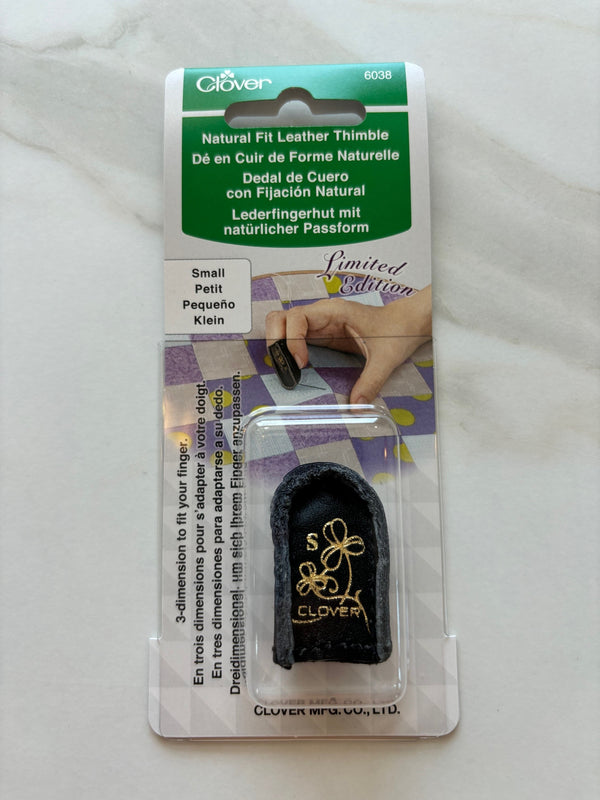 Clover
6038
Natural Fit Leather Thimble
Dé en Cuir de Forme Naturelle
Dedal de Cuero
con Fijación Natural
Lederfingerhut mit
natürlicher Passform
Limited
Edition
Small
Petit
Pequeño
Klein
3-dimension to fit your finger.
En trois dimensions pour s'adapter à votre doigt.
En tres dimensiones para adaptarse a su dedo.
Dreidimensional, um sich Ihrem Finger anzupassen.
S
CLOVER
CLOVER MFG. CO., LTD.